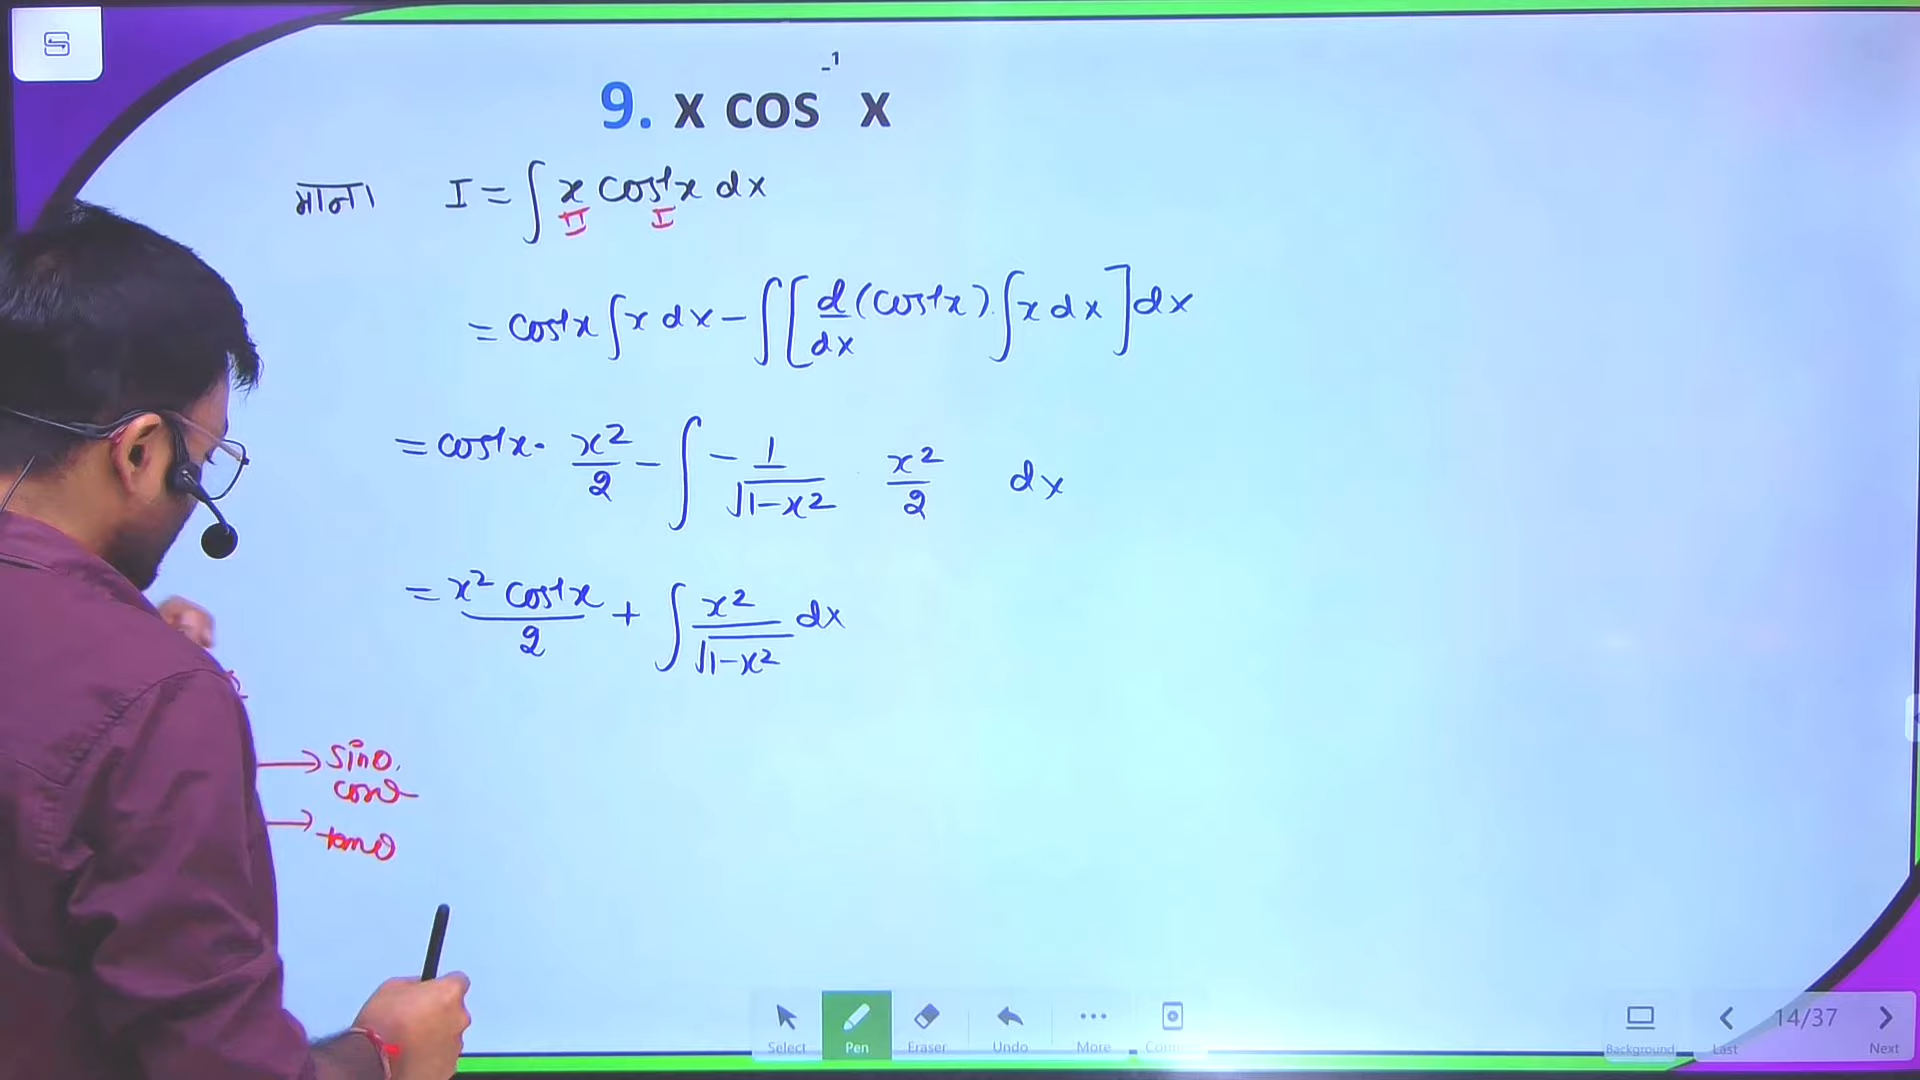 9. x cos⁻¹ x
माना I = ∫ x cos⁻¹x dx
II I
= cos⁻¹x ∫ x dx - ∫ [ d/dx (cos⁻¹x) . ∫ x dx ] dx
= cos⁻¹x · x²/2 - ∫ - 1/√1-x² x²/2 dx
= x² cos⁻¹x/2 + ∫ x²/√1-x² dx
→ sinθ,
cosθ
→ tanθ
Select Pen Eraser Undo More
Background Last 14/37 Next